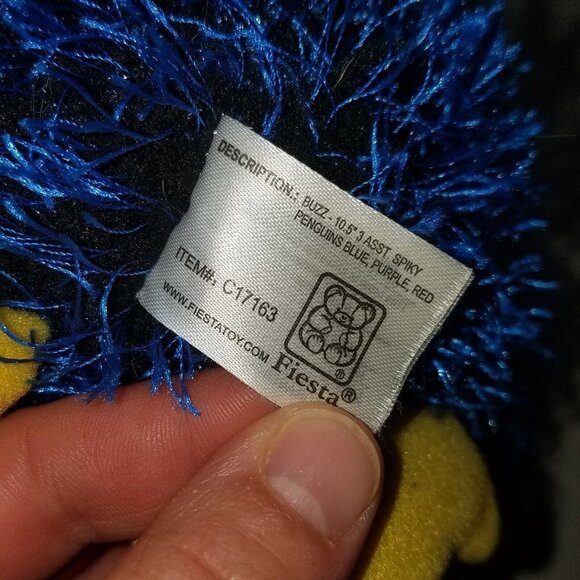 DESCRIPTION.: BUZZ - 10.5" 3 ASST. SPIKY
PENGUINS BLUE, PURPLE, RED
ITEM#: C17163
WWW.FIESTATOY.COM
®
Fiesta®